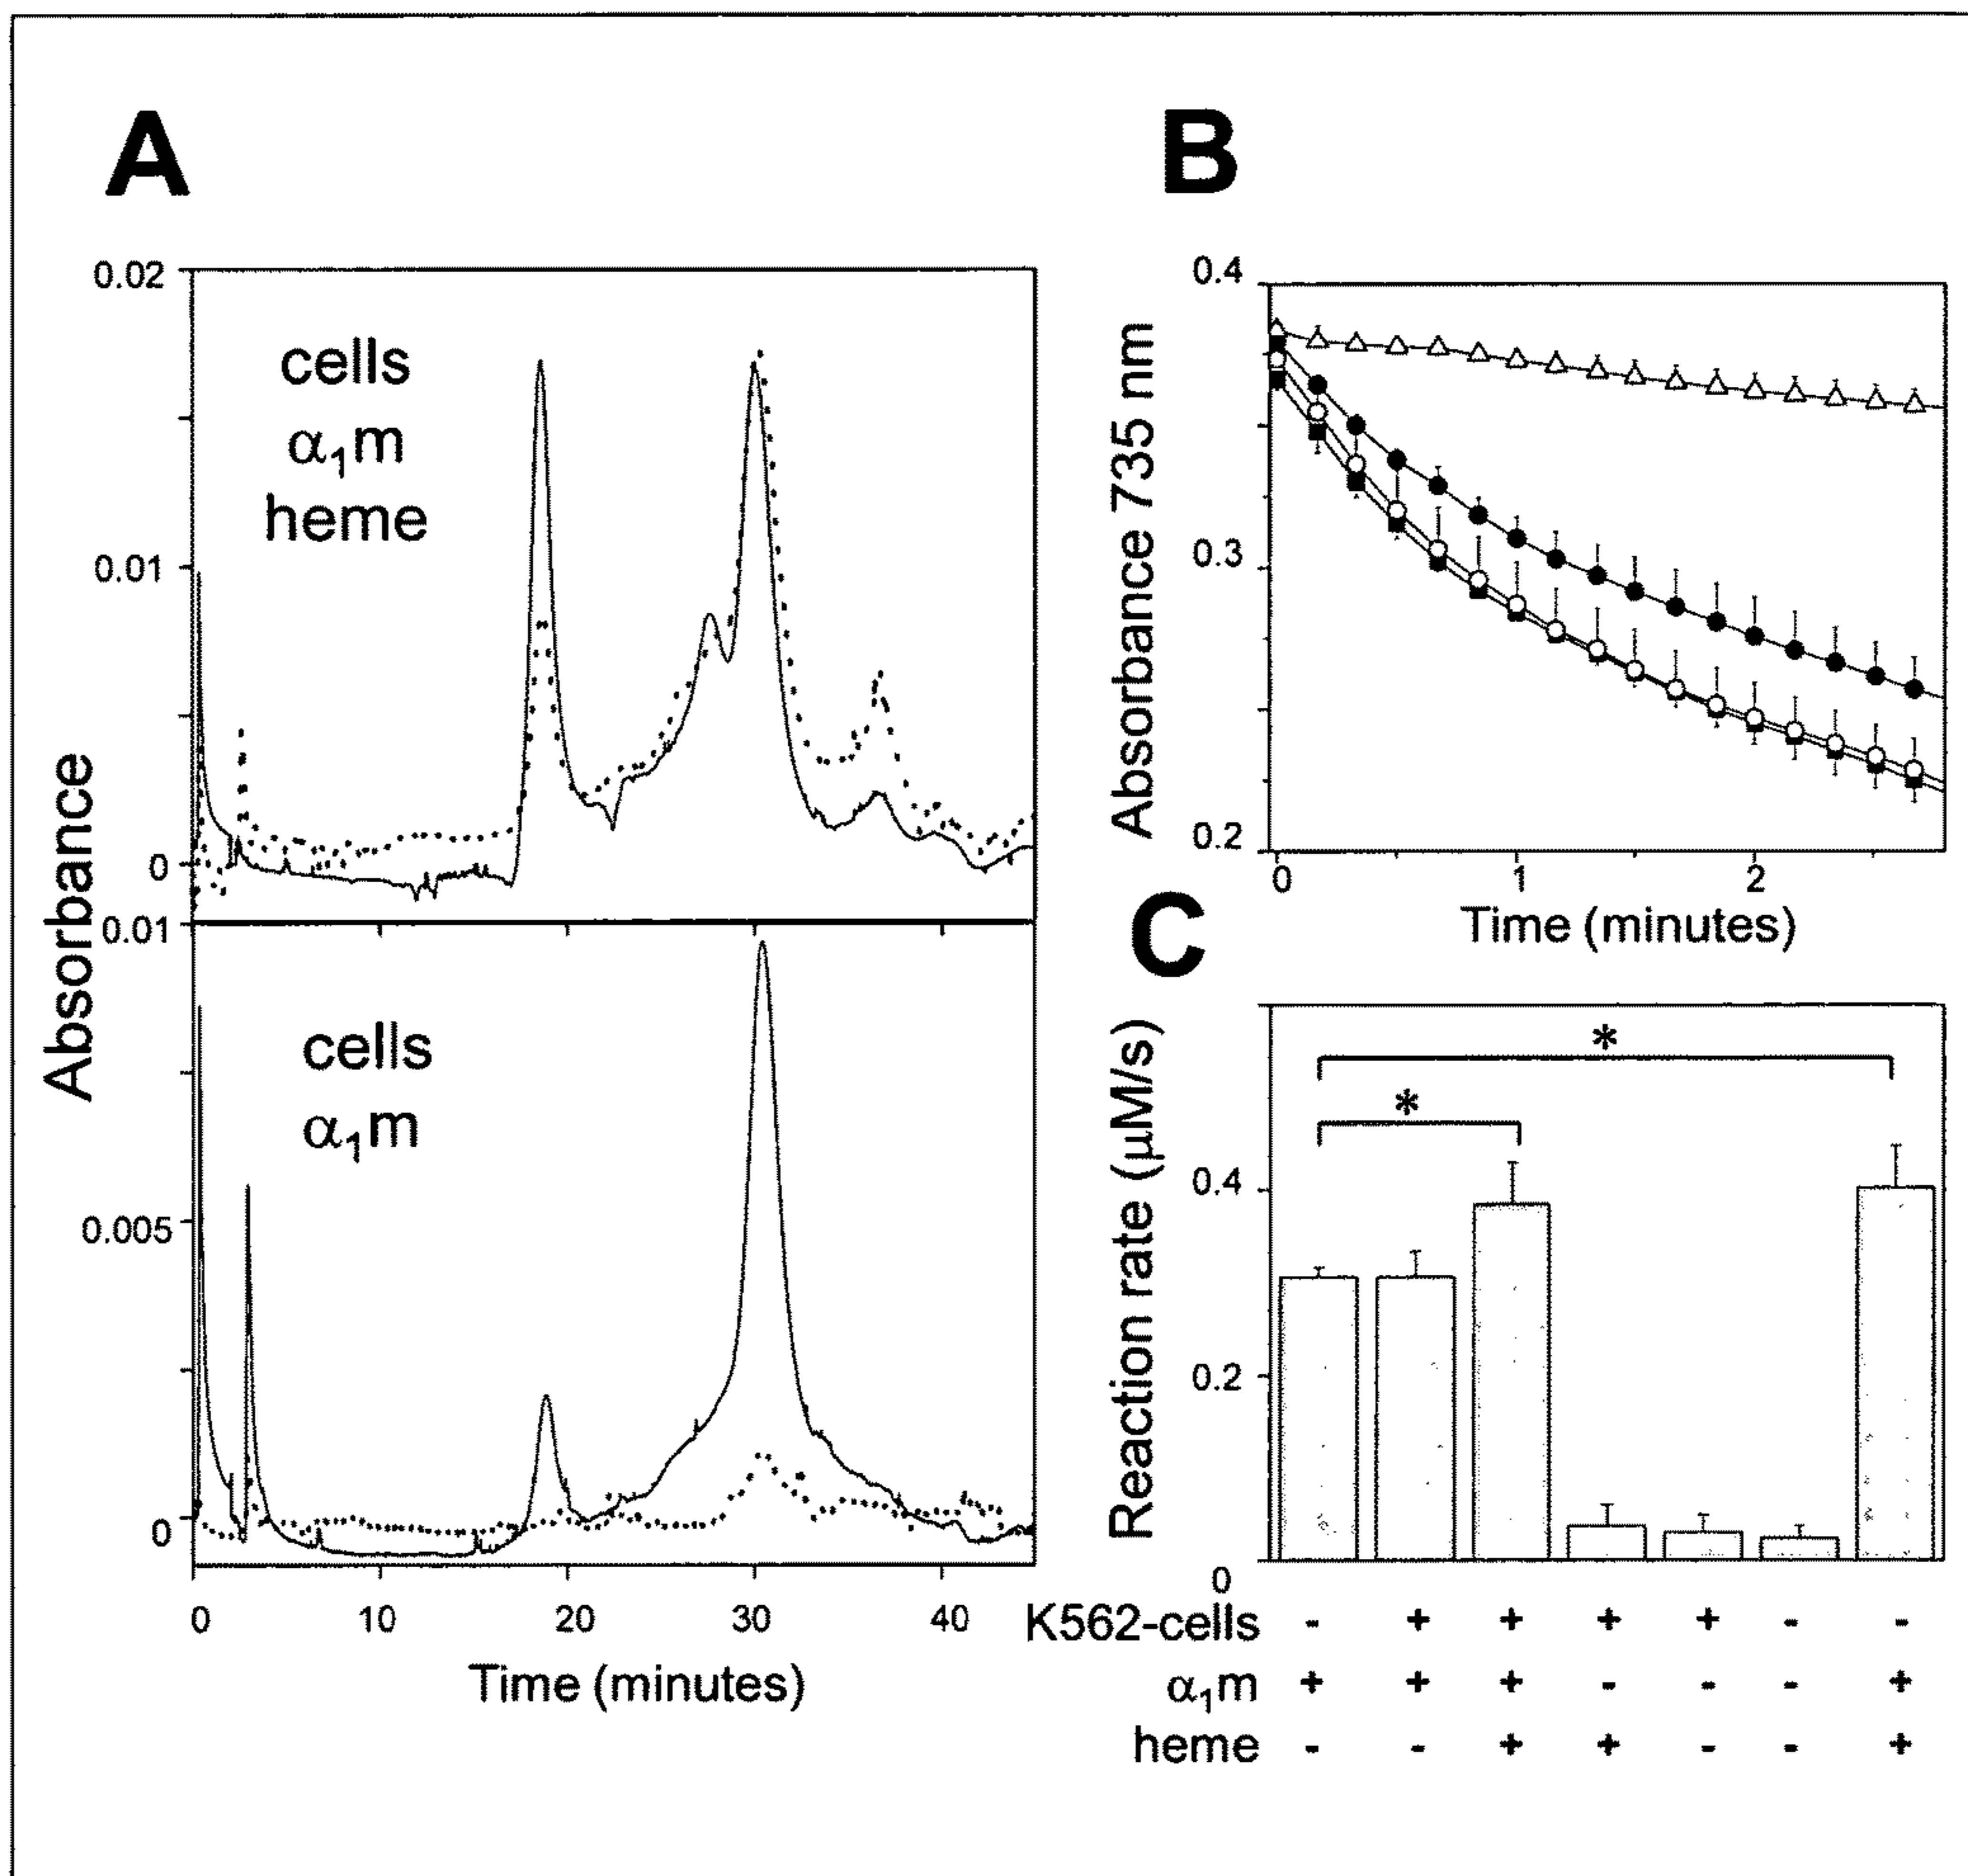 A
0.02
cells
α₁m
heme
0.01
0
Absorbance
0.01
cells
α₁m
0.005
0
0 10 20 30 40
Time (minutes)
B
0.4
0.3
0.2
Absorbance 735 nm
0 1 2
Time (minutes)
C
Reaction rate (μM/s)
* 
*
0.4
0.2
0
K562-cells - + + + + - -
α₁m + + + - - - +
heme - - + + - - +